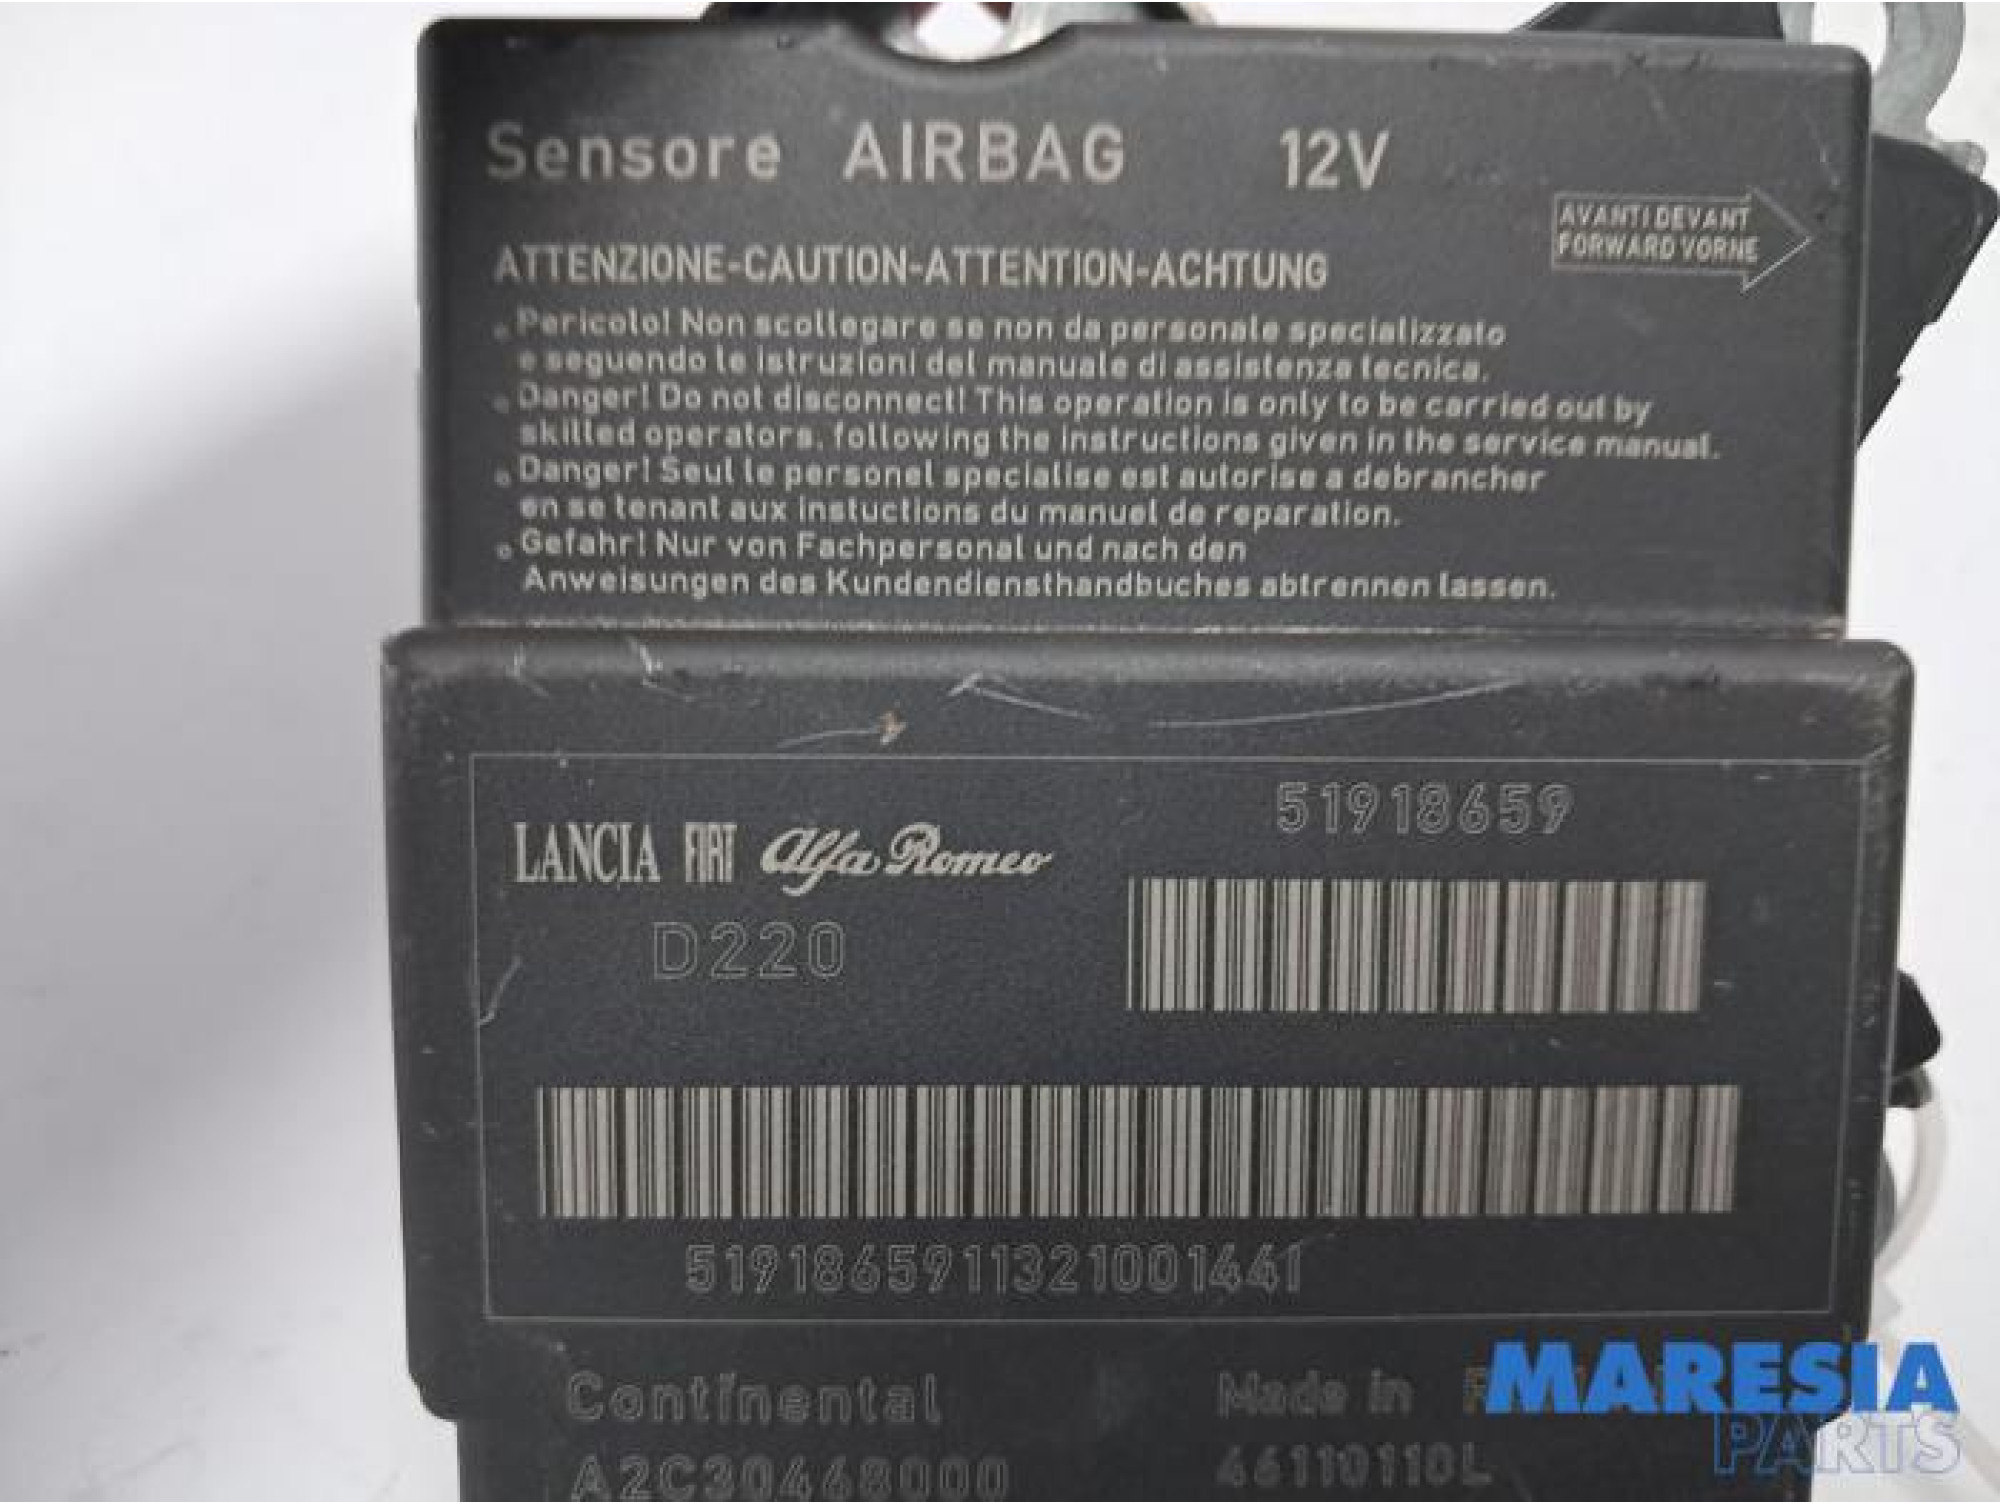 Sensore AIRBAG 12V
AVANTI DEVANT
FORWARD VORNE
ATTENZIONE-CAUTION-ATTENTION-ACHTUNG
Pericolo! Non scollegare se non da personale specializzato
e seguendo le istruzioni del manuale di assistenza tecnica.
Danger! Do not disconnect! This operation is only to be carried out by
skilled operators, following the instructions given in the service manual.
Danger! Seul le personel specialise est autorise a debrancher
en se tenant aux instuctions du manuel de reparation.
Gefahr! Nur von Fachpersonal und nach den
Anweisungen des Kundendiensthandbuches abtrennen lassen.
51918659
LANCIA FIAT Alfa Romeo
D220
5191865911321001441
Continental Made in
A2C30468000 46110110L
MARESIA
PARTS